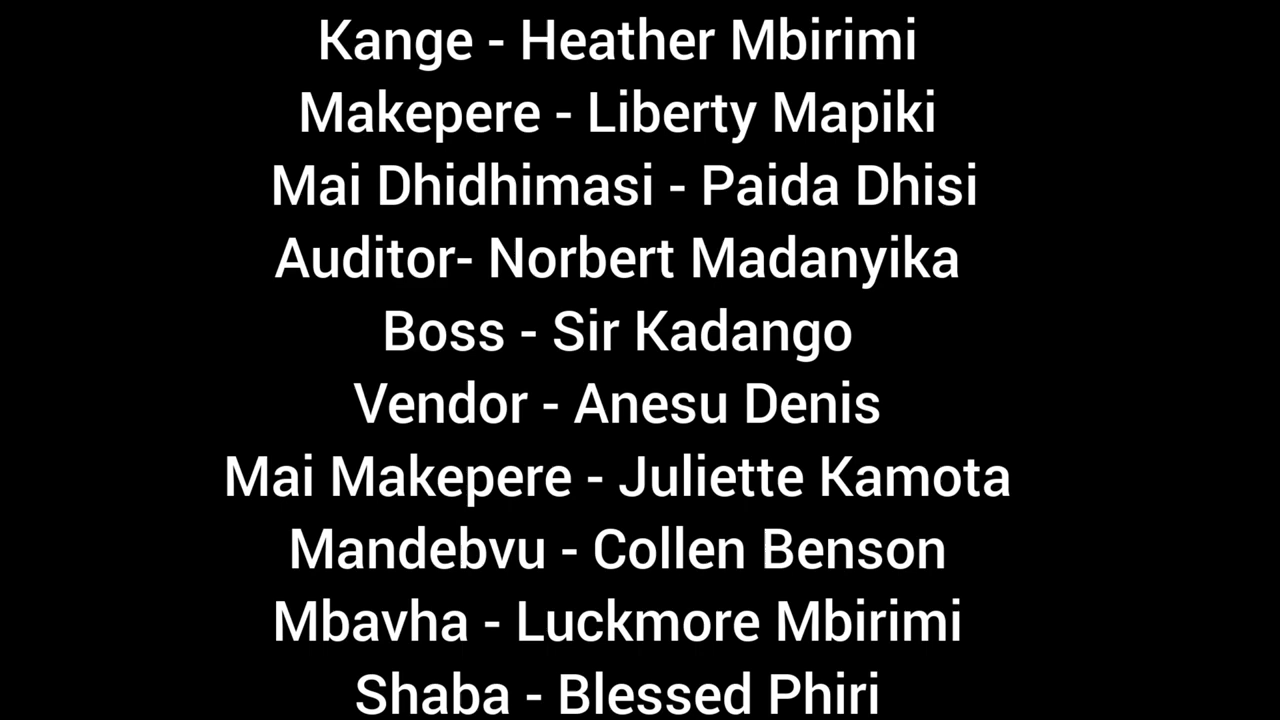 Kange - Heather Mbirimi
Makepere - Liberty Mapiki
Mai Dhidhimasi - Paida Dhisi
Auditor- Norbert Madanyika
Boss - Sir Kadango
Vendor - Anesu Denis
Mai Makepere - Juliette Kamota
Mandebvu - Collen Benson
Mbavha - Luckmore Mbirimi
Shaba - Blessed Phiri